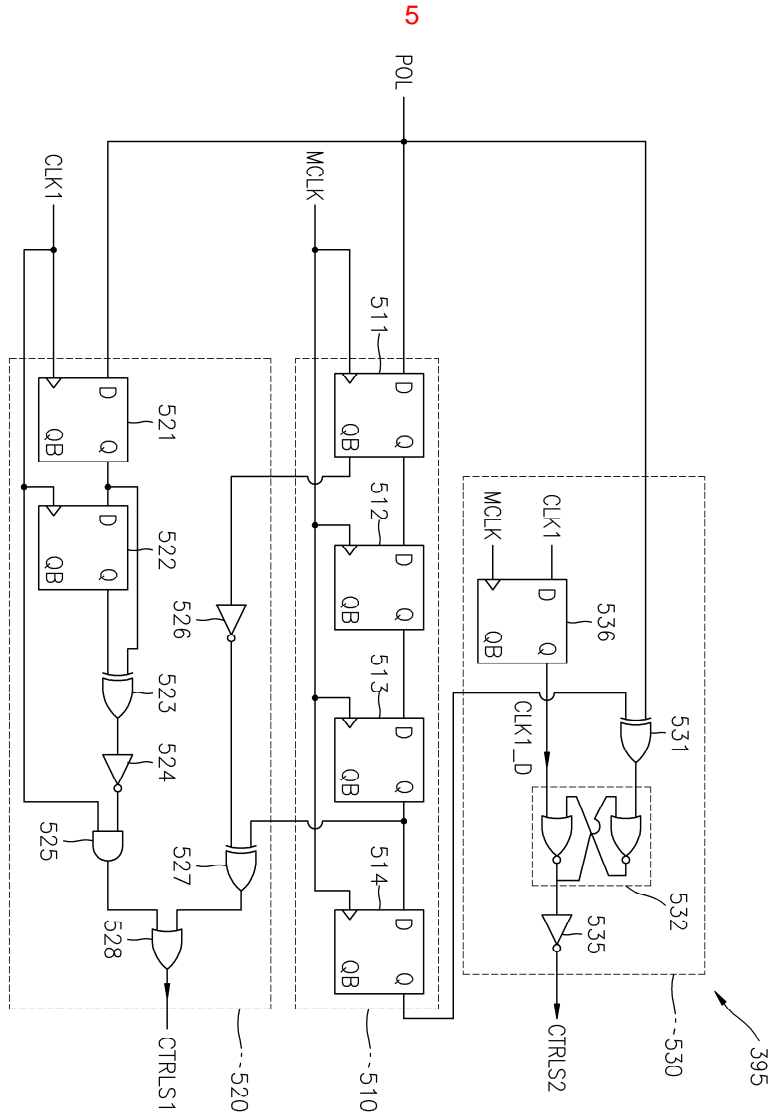 5
POL
MCLK
CLK1
511
D
Q
QB
512
D
Q
QB
513
D
Q
QB
514
D
Q
QB
510
521
D
Q
QB
522
D
Q
QB
523
524
525
526
527
528
CTRLS1
520
CLK1
MCLK
D
Q
QB
536
CLK1_D
531
532
535
CTRLS2
530
395